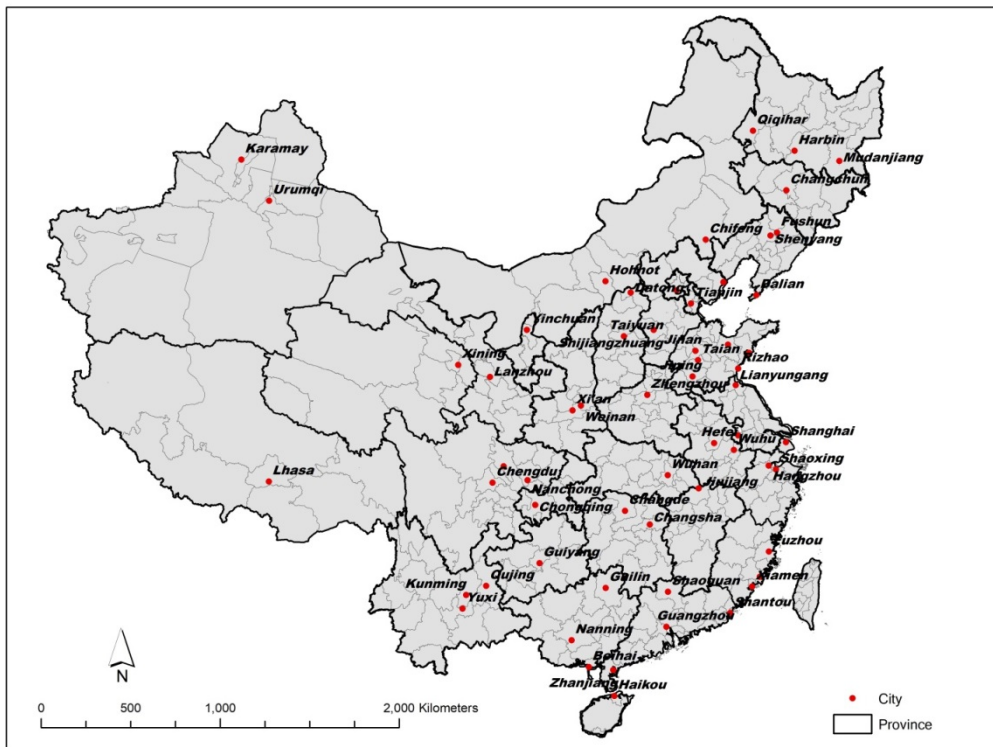 Qiqihar
Harbin
Mudanjiang
Karamay
Changchun
Urumqi
Fushun
Chifeng
Shenyang
Hohhot
Datong
Tianjin
Dalian
Yinchuan
Taiyuan
Shijiangzhuang
Jinan
Taian
Xining
Rizhao
Lanzhou
Jining
Zhengzhou
Lianyungang
Xi'an
Weinan
Hefei
Wuhu
Shanghai
Shaoxing
Hangzhou
Lhasa
Chengdu
Wuhan
Nanchong
Jiujiang
Chongqing
Changde
Changsha
Guiyang
Fuzhou
Qujing
Kunming
Guilin
Shaoguan
Xiamen
Yuxi
Shantou
Guangzhou
Nanning
Beihai
Zhanjiang
Haikou
N
0 500 1,000 2,000 Kilometers
City
Province